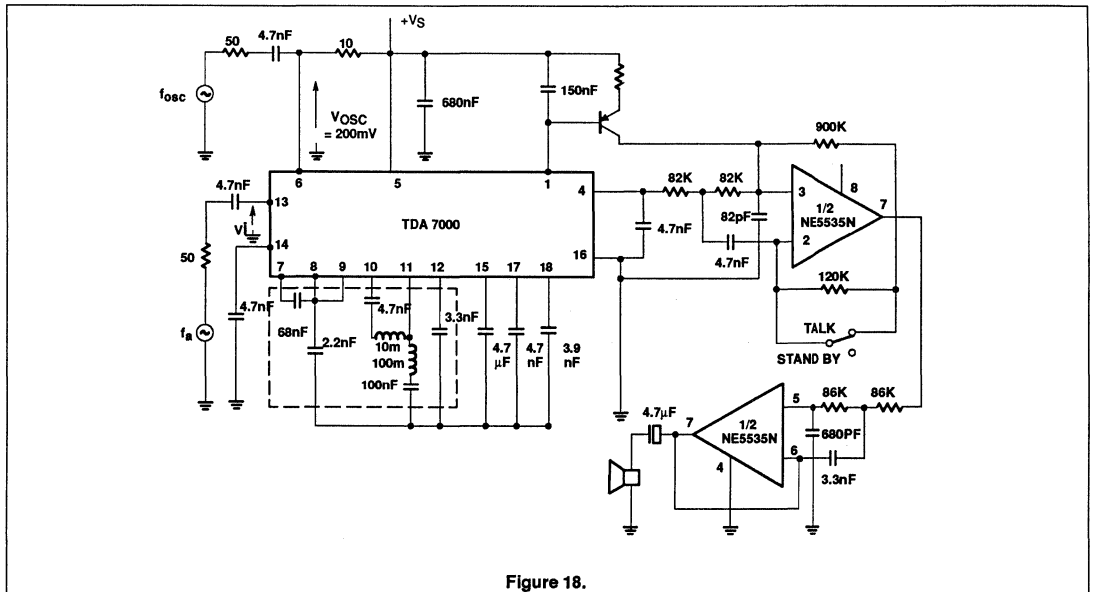 +VS
50
4.7nF
10
fosc
VOSC
= 200mV
680nF
150nF
900K
6
5
1
4.7nF
13
Vi
14
TDA 7000
4
16
82K
82K
82pF
4.7nF
4.7nF
3
2
8
1/2
NE5535N
7
120K
TALK
STAND BY
50
fa
4.7nF
7
8
9
10
11
12
15
17
18
68nF
2.2nF
4.7nF
10m
100m
100nF
3.3nF
4.7
μF
4.7
nF
3.9
nF
4.7μF
7
1/2
NE5535N
4
5
6
86K
86K
680PF
3.3nF
Figure 18.